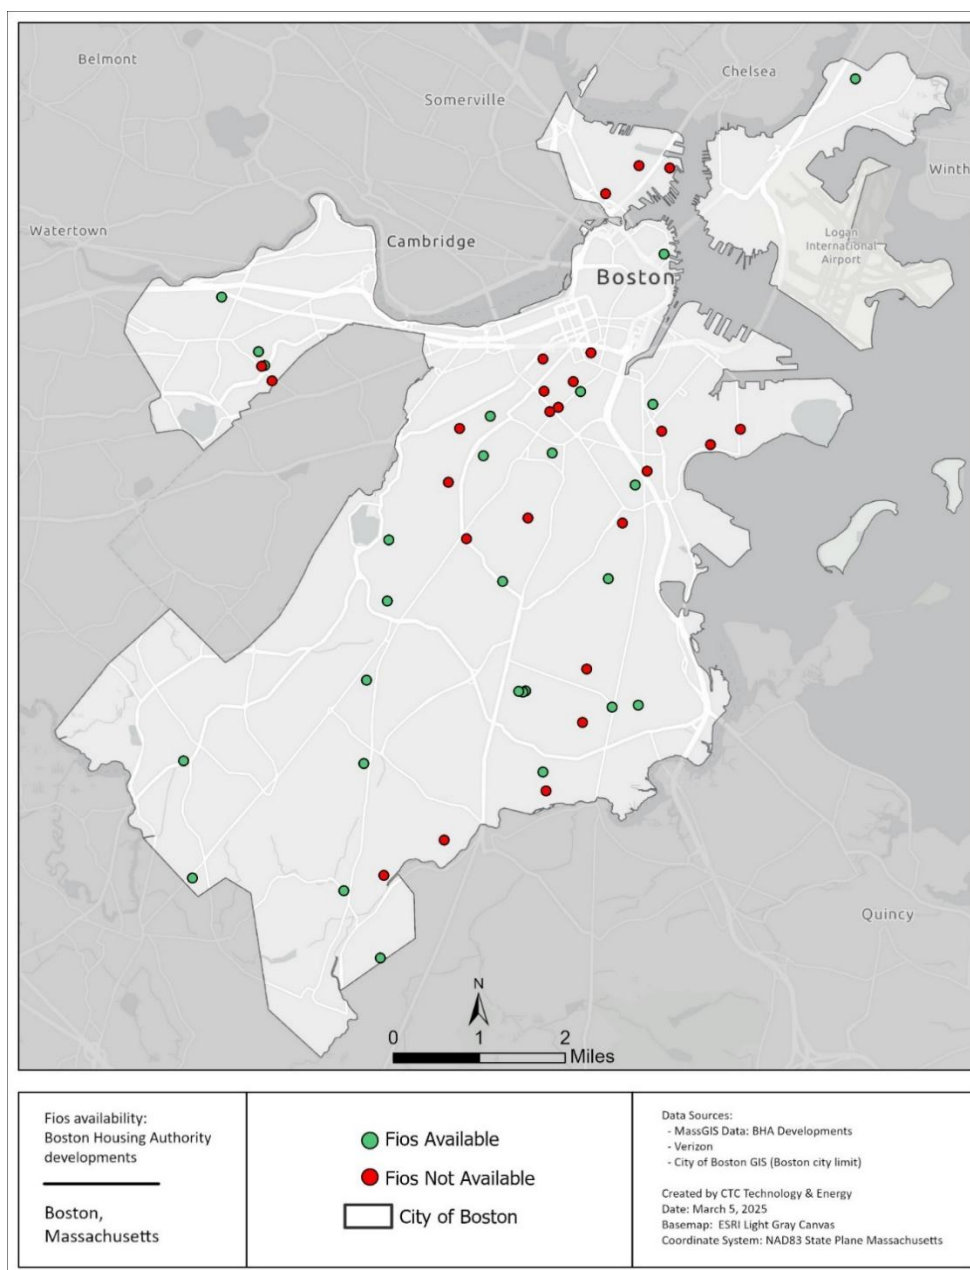 Belmont
Chelsea
Somerville
Winth
Watertown
Cambridge
Logan
International
Airport
Boston
Quincy
N
0 1 2
Miles
Fios availability:
Boston Housing Authority
developments
Boston,
Massachusetts
Fios Available
Fios Not Available
City of Boston
Data Sources:
- MassGIS Data: BHA Developments
- Verizon
- City of Boston GIS (Boston city limit)
Created by CTC Technology & Energy
Date: March 5, 2025
Basemap: ESRI Light Gray Canvas
Coordinate System: NAD83 State Plane Massachusetts